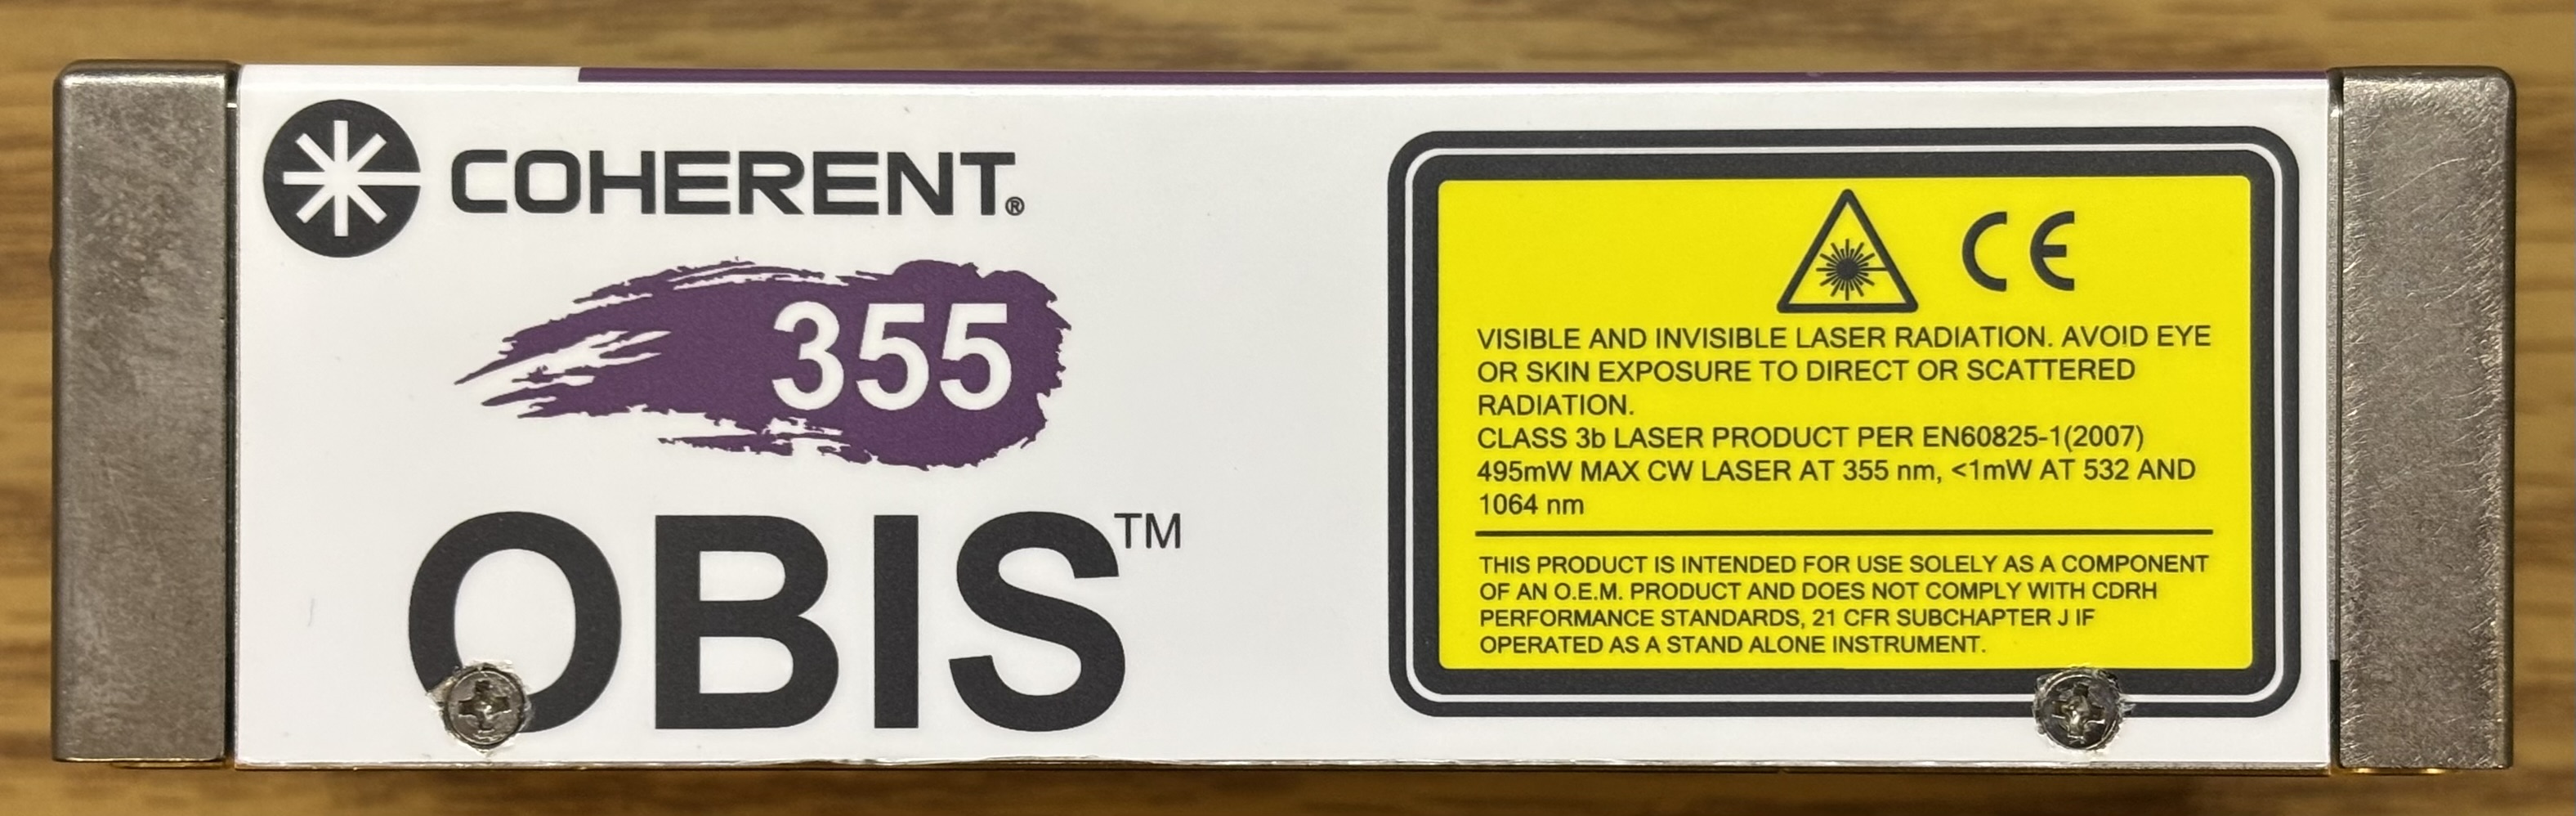 COHERENT®
355
OBIS™
CE
VISIBLE AND INVISIBLE LASER RADIATION. AVOID EYE
OR SKIN EXPOSURE TO DIRECT OR SCATTERED
RADIATION.
CLASS 3b LASER PRODUCT PER EN60825-1(2007)
495mW MAX CW LASER AT 355 nm, <1mW AT 532 AND
1064 nm
THIS PRODUCT IS INTENDED FOR USE SOLELY AS A COMPONENT
OF AN O.E.M. PRODUCT AND DOES NOT COMPLY WITH CDRH
PERFORMANCE STANDARDS, 21 CFR SUBCHAPTER J IF
OPERATED AS A STAND ALONE INSTRUMENT.